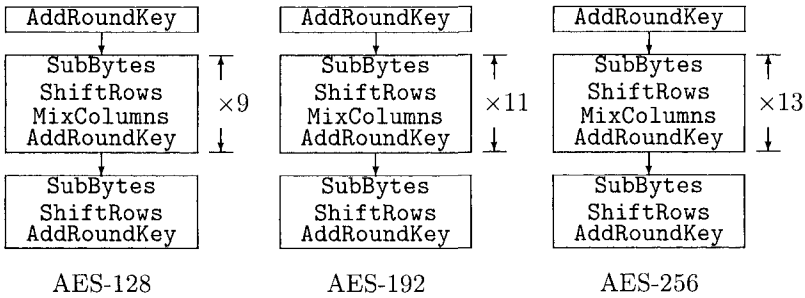 AddRoundKey AddRoundKey AddRoundKey
SubBytes SubBytes SubBytes
ShiftRows ShiftRows ShiftRows
×9 ×11 ×13
MixColumns MixColumns MixColumns
AddRoundKey AddRoundKey AddRoundKey
SubBytes SubBytes SubBytes
ShiftRows ShiftRows ShiftRows
AddRoundKey AddRoundKey AddRoundKey
AES-128 AES-192 AES-256